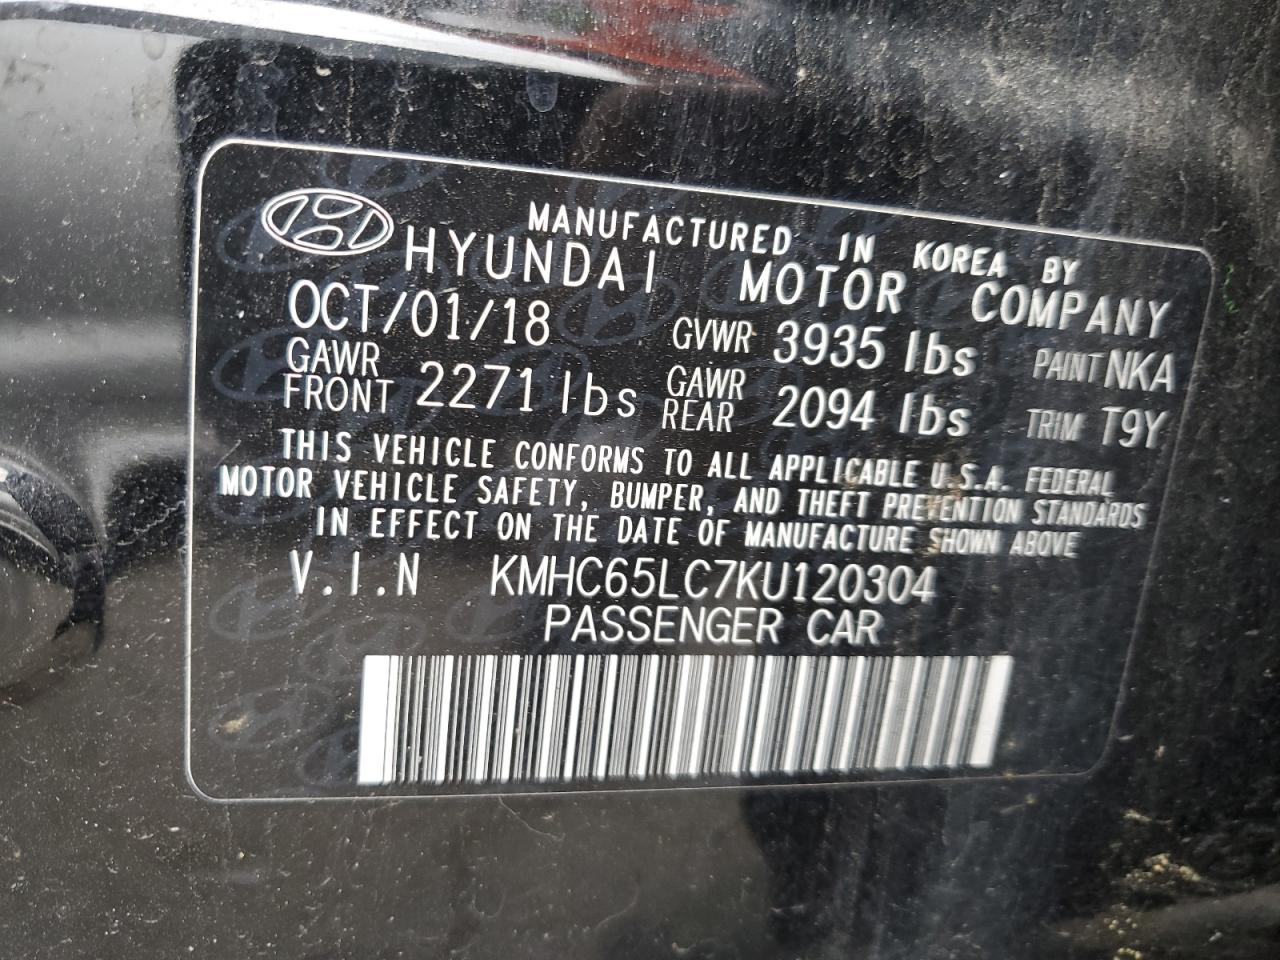 MANUFACTURED IN KOREA BY
HYUNDAI MOTOR COMPANY
OCT/01/18 GVWR 3935 lbs PAINT NKA
GAWR FRONT 2271 lbs GAWR REAR 2094 lbs TRIM T9Y
THIS VEHICLE CONFORMS TO ALL APPLICABLE U.S.A. FEDERAL
MOTOR VEHICLE SAFETY, BUMPER, AND THEFT PREVENTION STANDARDS
IN EFFECT ON THE DATE OF MANUFACTURE SHOWN ABOVE
V.I.N KMHC65LC7KU120304
PASSENGER CAR